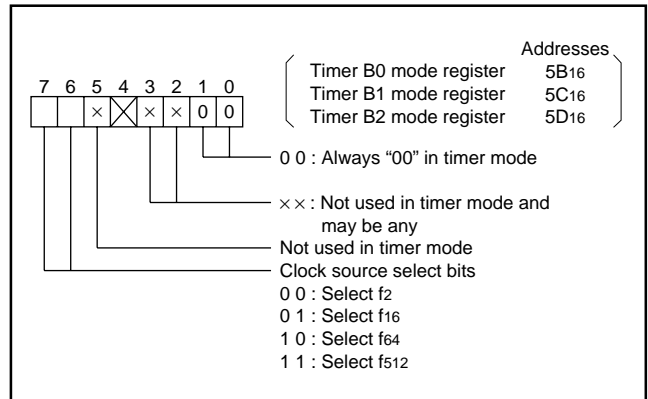 Addresses
Timer B0 mode register 5B16
Timer B1 mode register 5C16
Timer B2 mode register 5D16
7 6 5 4 3 2 1 0
× × × 0 0
0 0 : Always “00” in timer mode
×× : Not used in timer mode and
may be any
Not used in timer mode
Clock source select bits
0 0 : Select f2
0 1 : Select f16
1 0 : Select f64
1 1 : Select f512